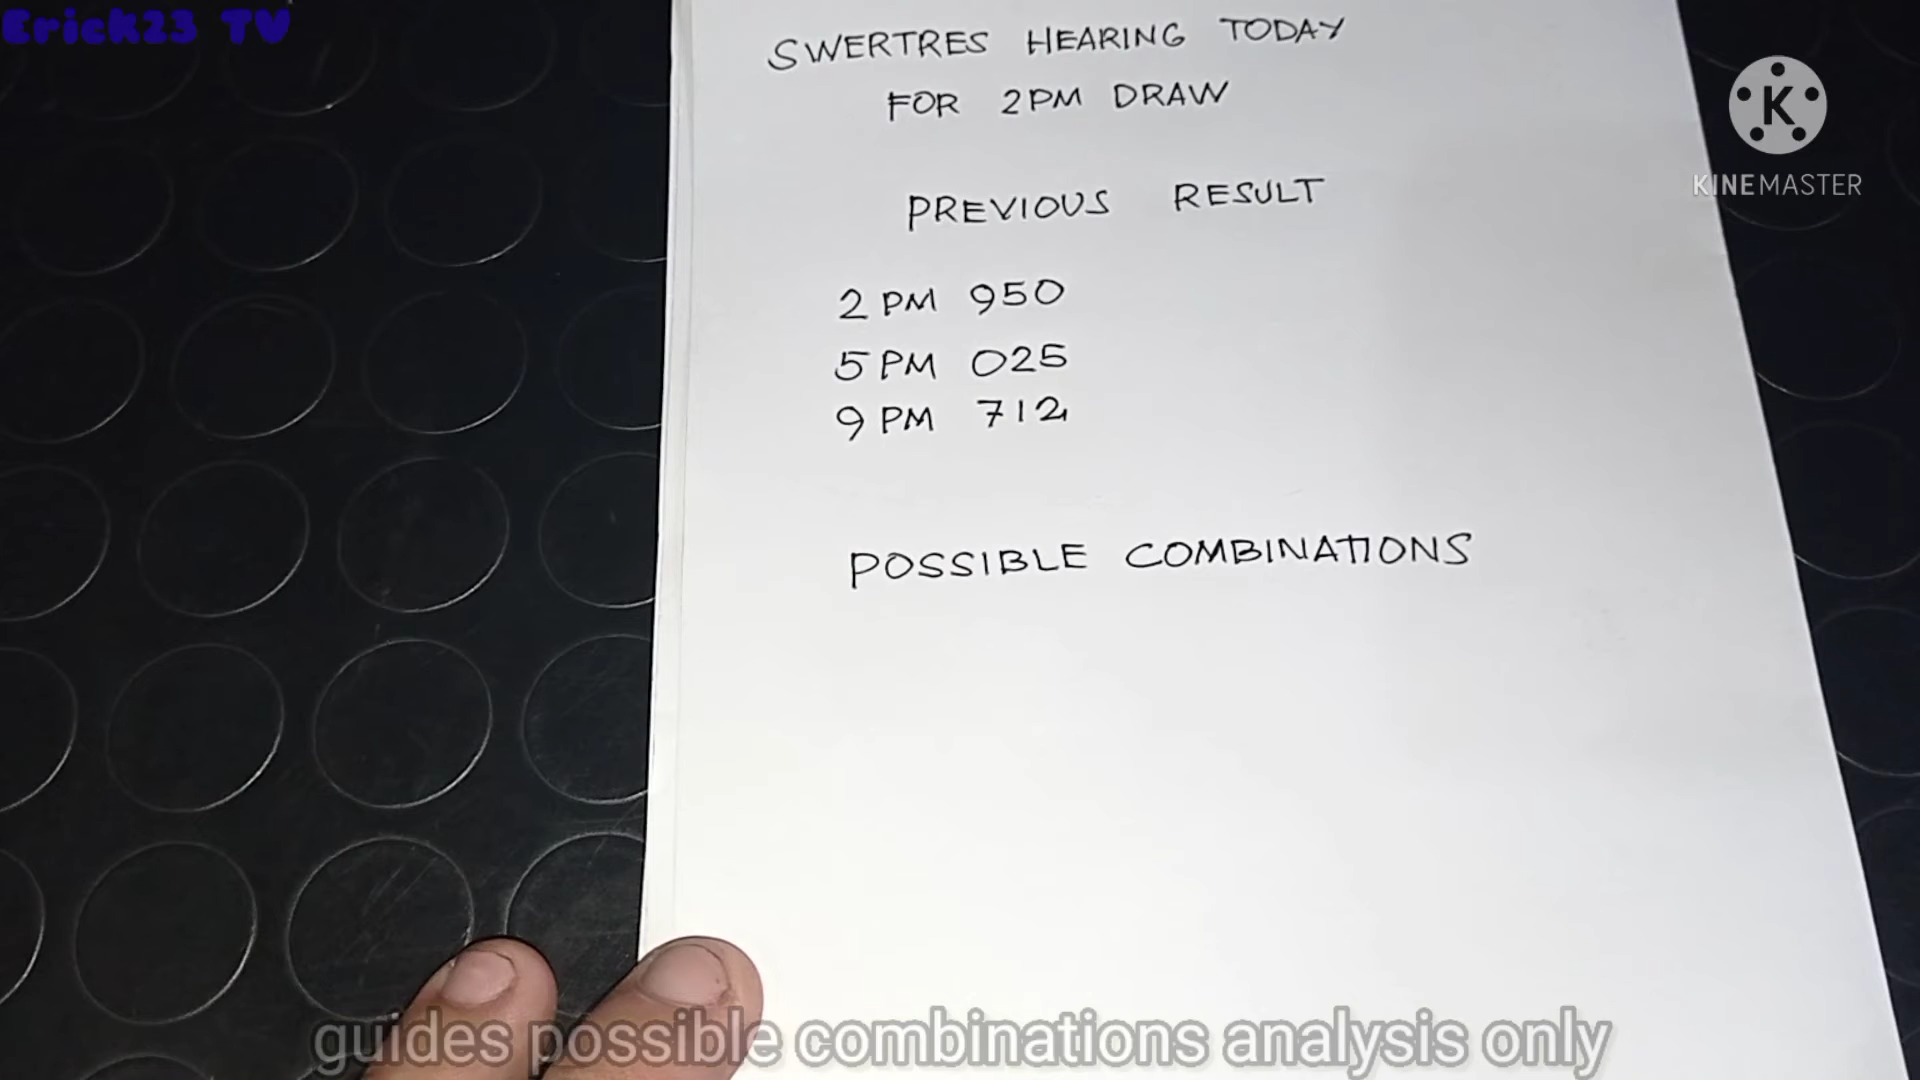 Erick23 TV
SWERTRES HEARING TODAY
FOR 2PM DRAW
K
KINEMASTER
PREVIOUS RESULT
2 PM 950
5 PM 025
9 PM 712
POSSIBLE COMBINATIONS
guides possible combinations analysis only